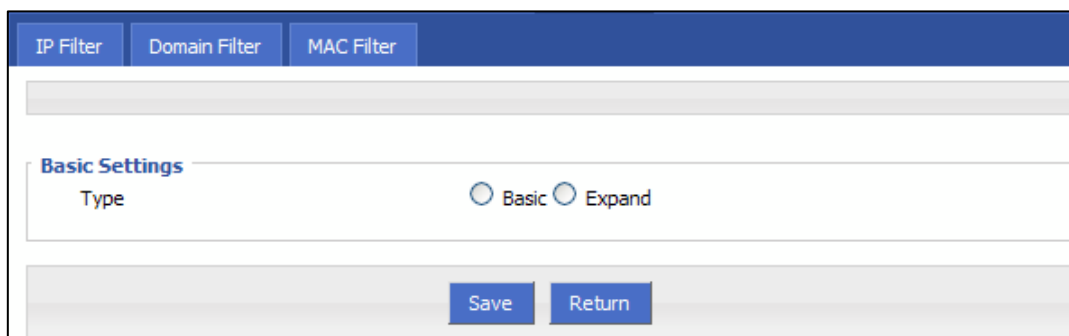 IP Filter Domain Filter MAC Filter
Basic Settings
Type Basic Expand
Save Return